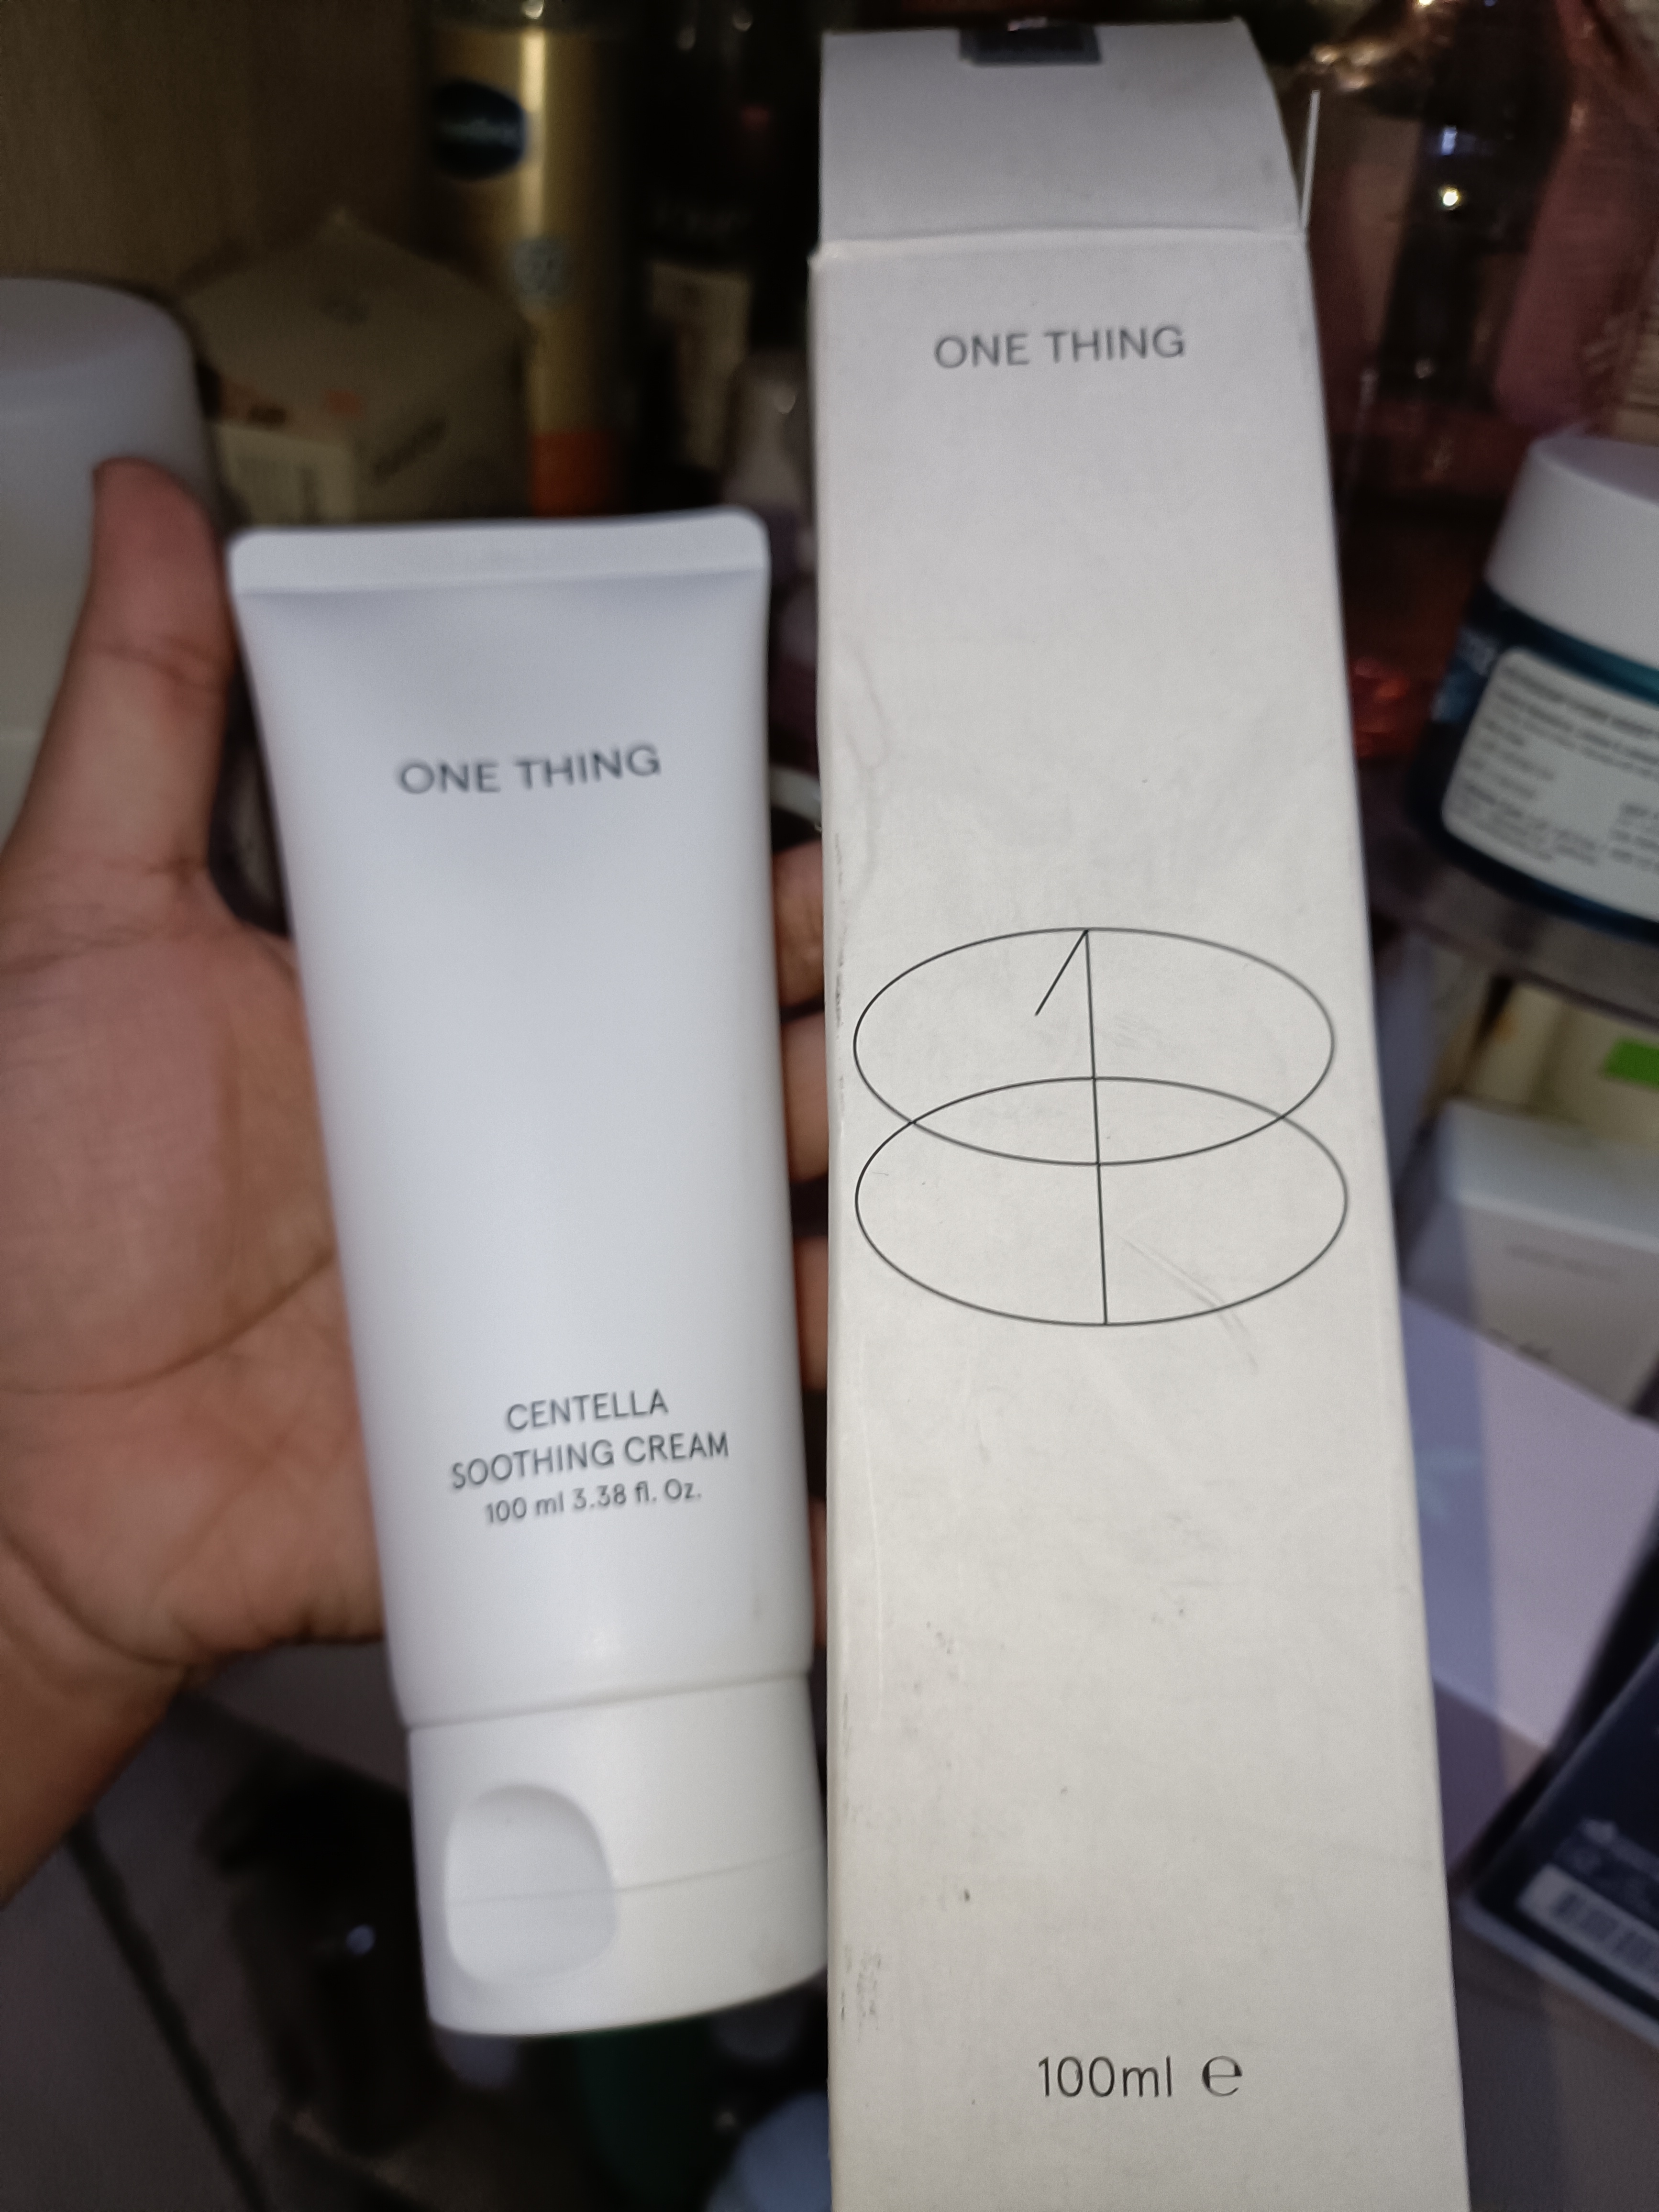 ONE THING
CENTELLA
SOOTHING CREAM
100 ml 3.38 fl. Oz.
ONE THING
100ml ℮